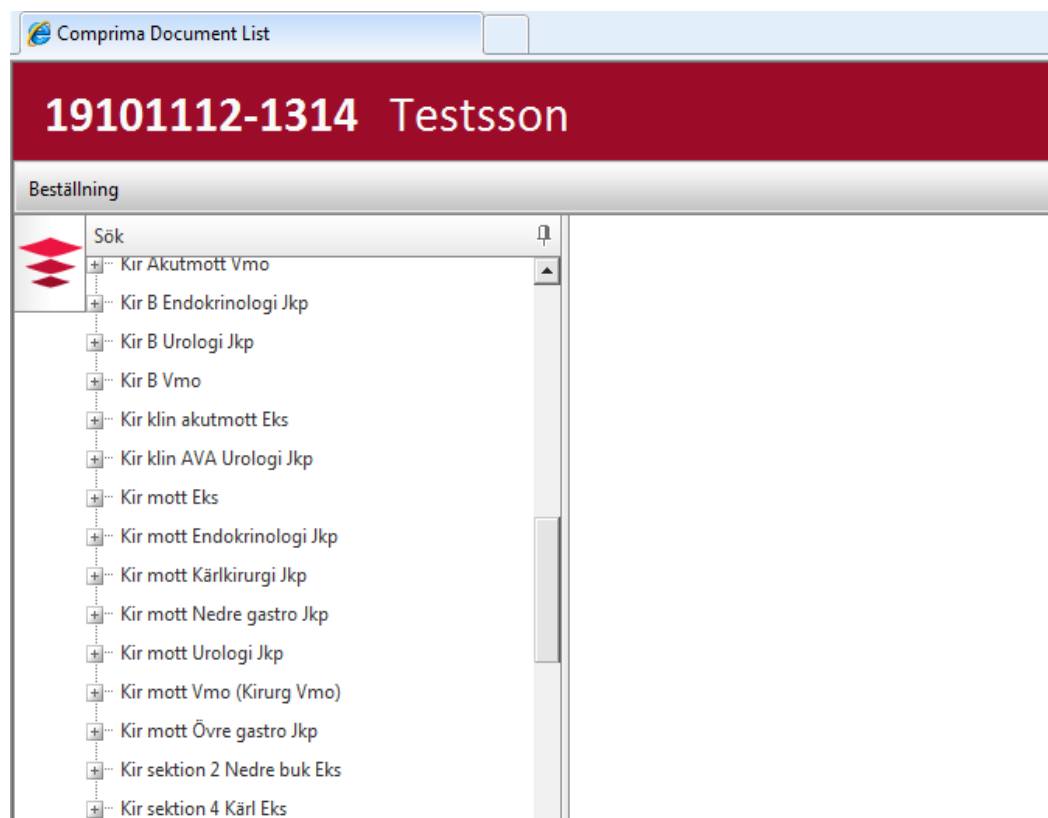 Comprima Document List
19101112-1314 Testsson
Beställning
Sök
Kir Akutmott Vmo
Kir B Endokrinologi Jkp
Kir B Urologi Jkp
Kir B Vmo
Kir klin akutmott Eks
Kir klin AVA Urologi Jkp
Kir mott Eks
Kir mott Endokrinologi Jkp
Kir mott Kärlkirurgi Jkp
Kir mott Nedre gastro Jkp
Kir mott Urologi Jkp
Kir mott Vmo (Kirurg Vmo)
Kir mott Övre gastro Jkp
Kir sektion 2 Nedre buk Eks
Kir sektion 4 Kärl Eks